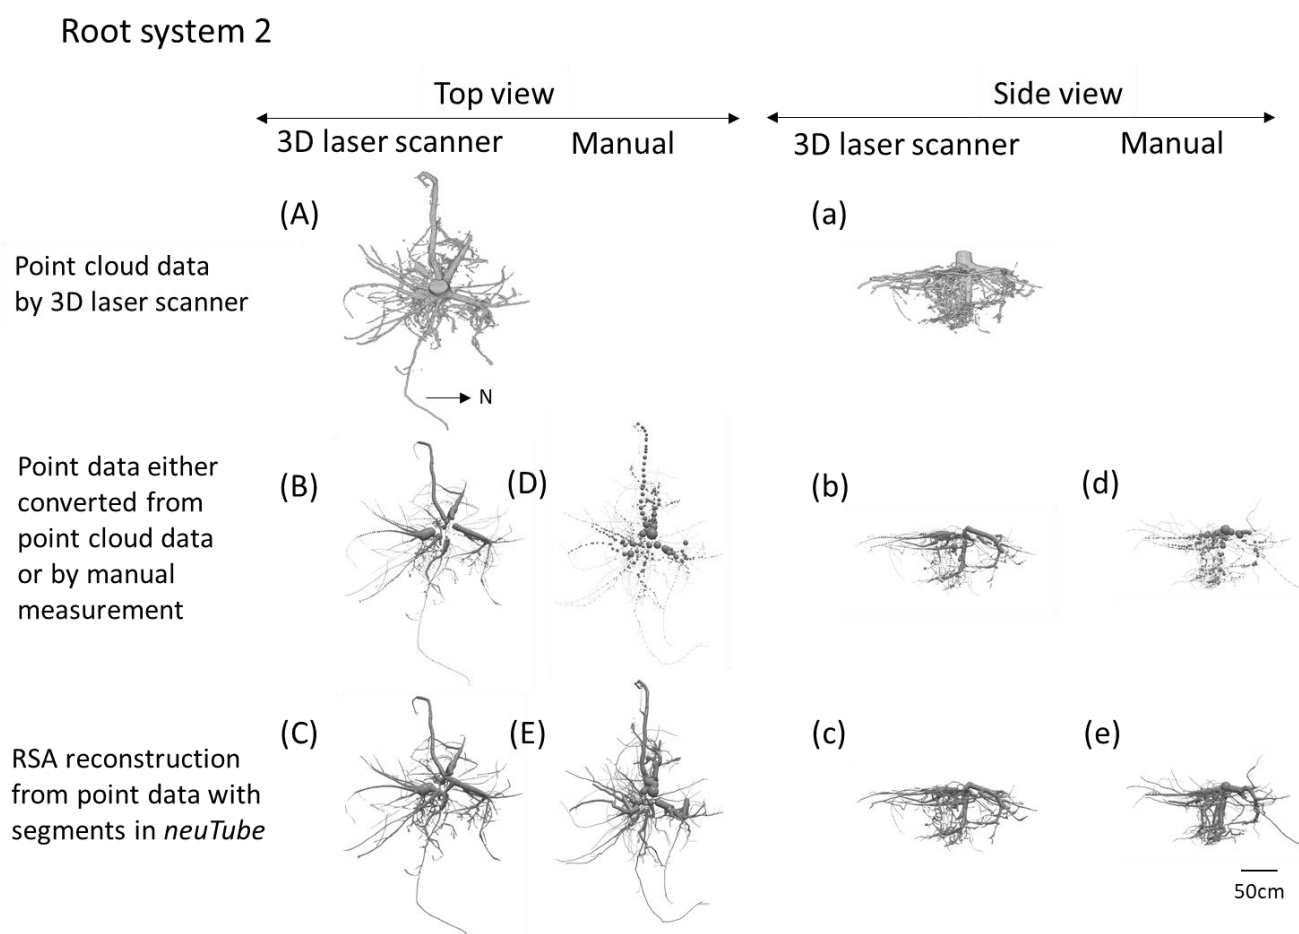 Root system 2
Top view
Side view
3D laser scanner
Manual
3D laser scanner
Manual
(A)
(a)
Point cloud data
by 3D laser scanner
N
Point data either
converted from
point cloud data
or by manual
measurement
(B)
(D)
(b)
(d)
RSA reconstruction
from point data with
segments in neuTube
(C)
(E)
(c)
(e)
50cm